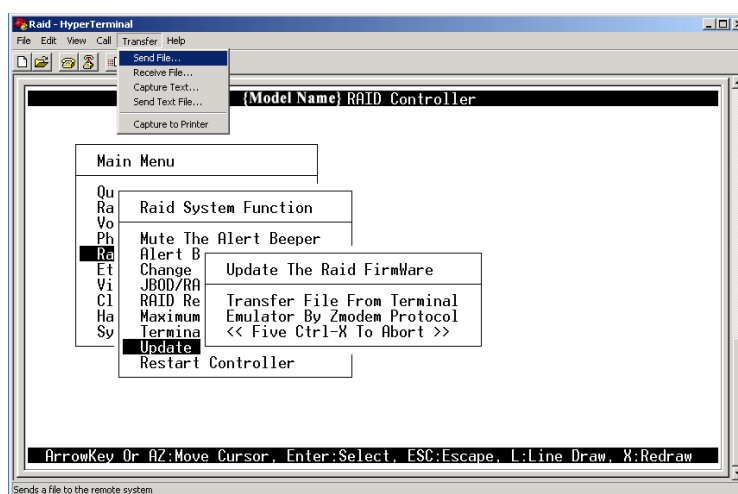 Raid - HyperTerminal
File Edit View Call Transfer Help
Send File...
Receive File...
Capture Text...
Send Text File...
Capture to Printer
{Model Name} RAID Controller
Main Menu
Qu
Ra
Vo
Ph
Ra
Et
Vi
Cl
Ha
Sy
Raid System Function
Mute The Alert Beeper
Alert B
Change
JBOD/RA
RAID Re
Maximum
Termina
Update
Restart Controller
Update The Raid FirmWare
Transfer File From Terminal
Emulator By Zmodem Protocol
<< Five Ctrl-X To Abort >>
ArrowKey Or AZ:Move Cursor, Enter:Select, ESC:Escape, L:Line Draw, X:Redraw
Sends a file to the remote system